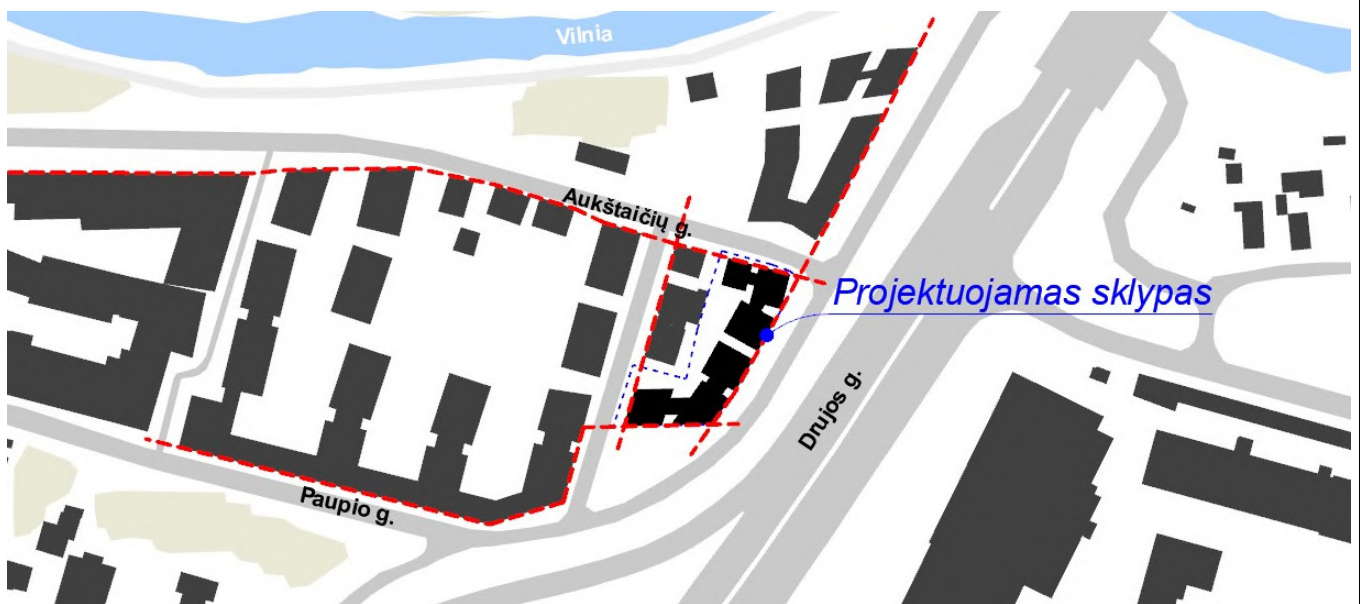 Vilnia
Aukštaičių g.
Projektuojamas sklypas
Drujos g.
Paupio g.